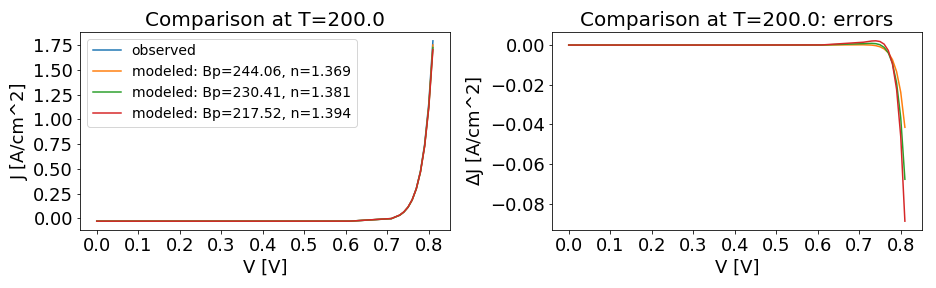 Comparison at T=200.0
1.75
1.50
1.25
1.00
0.75
0.50
0.25
0.00
J [A/cm^2]
observed
modeled: Bp=244.06, n=1.369
modeled: Bp=230.41, n=1.381
modeled: Bp=217.52, n=1.394
0.0 0.1 0.2 0.3 0.4 0.5 0.6 0.7 0.8
V [V]
Comparison at T=200.0: errors
0.00
−0.02
−0.04
−0.06
−0.08
ΔJ [A/cm^2]
0.0 0.1 0.2 0.3 0.4 0.5 0.6 0.7 0.8
V [V]